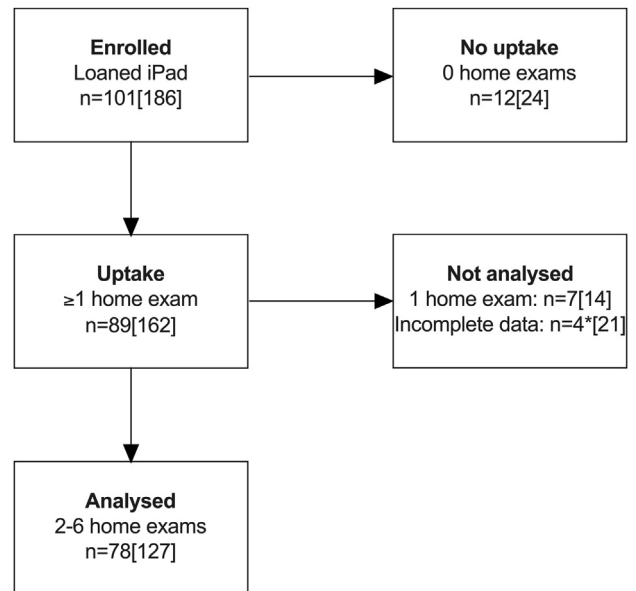 Enrolled
Loaned iPad
n=101[186]
No uptake
0 home exams
n=12[24]
Uptake
≥1 home exam
n=89[162]
Not analysed
1 home exam: n=7[14]
Incomplete data: n=4*[21]
Analysed
2-6 home exams
n=78[127]